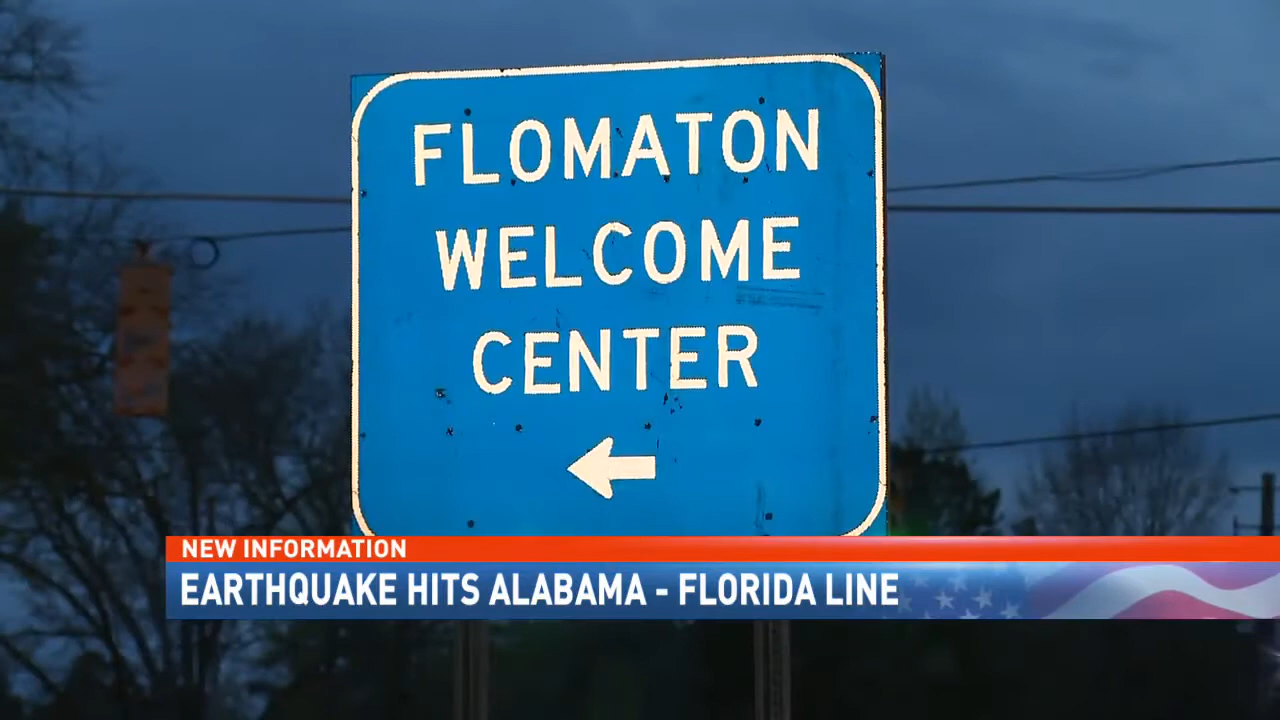 FLOMATON
WELCOME
CENTER
NEW INFORMATION
EARTHQUAKE HITS ALABAMA - FLORIDA LINE